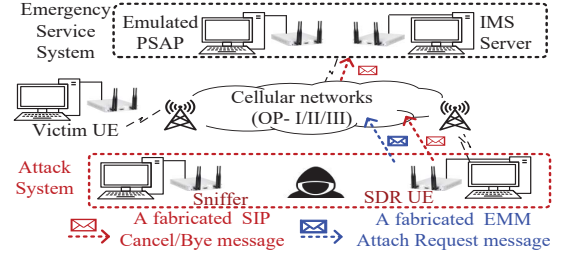 Emergency
Service
System
Emulated
PSAP
IMS
Server
Victim UE
Cellular networks
(OP- I/II/III)
Attack
System
Sniffer
SDR UE
A fabricated SIP
Cancel/Bye message
A fabricated EMM
Attach Request message